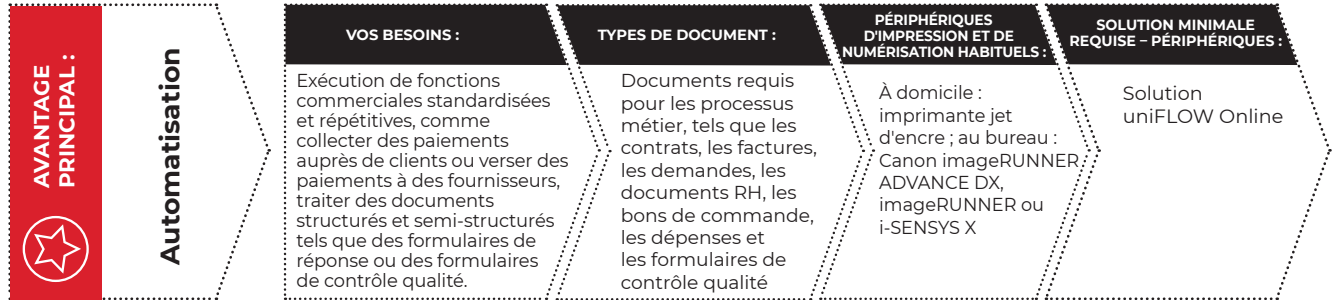 AVANTAGE
PRINCIPAL :
Automatisation
VOS BESOINS :
Exécution de fonctions
commerciales standardisées
et répétitives, comme
collecter des paiements
auprès de clients ou verser des
paiements à des fournisseurs,
traiter des documents
structurés et semi-structurés
tels que des formulaires de
réponse ou des formulaires
de contrôle qualité.
TYPES DE DOCUMENT :
Documents requis
pour les processus
métier, tels que les
contrats, les factures,
les demandes, les
documents RH, les
bons de commande,
les dépenses et
les formulaires de
contrôle qualité
PÉRIPHÉRIQUES
D'IMPRESSION ET DE
NUMÉRISATION HABITUELS :
À domicile :
imprimante jet
d'encre ; au bureau :
Canon imageRUNNER
ADVANCE DX,
imageRUNNER ou
i-SENSYS X
SOLUTION MINIMALE
REQUISE – PÉRIPHÉRIQUES :
Solution
uniFLOW Online